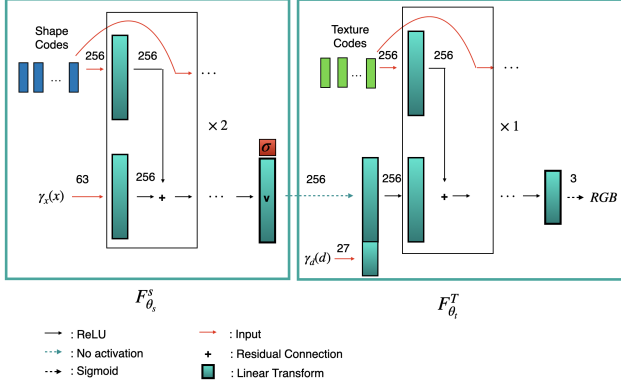 Shape
Codes
256
256
...
...
× 2
63
γx(x)
256
+
...
σ
v
Texture
Codes
256
256
...
...
× 1
256
256
+
...
3
RGB
γd(d)
27
F^s_θs
F^T_θt
: ReLU
: No activation
: Sigmoid
: Input
+ : Residual Connection
: Linear Transform